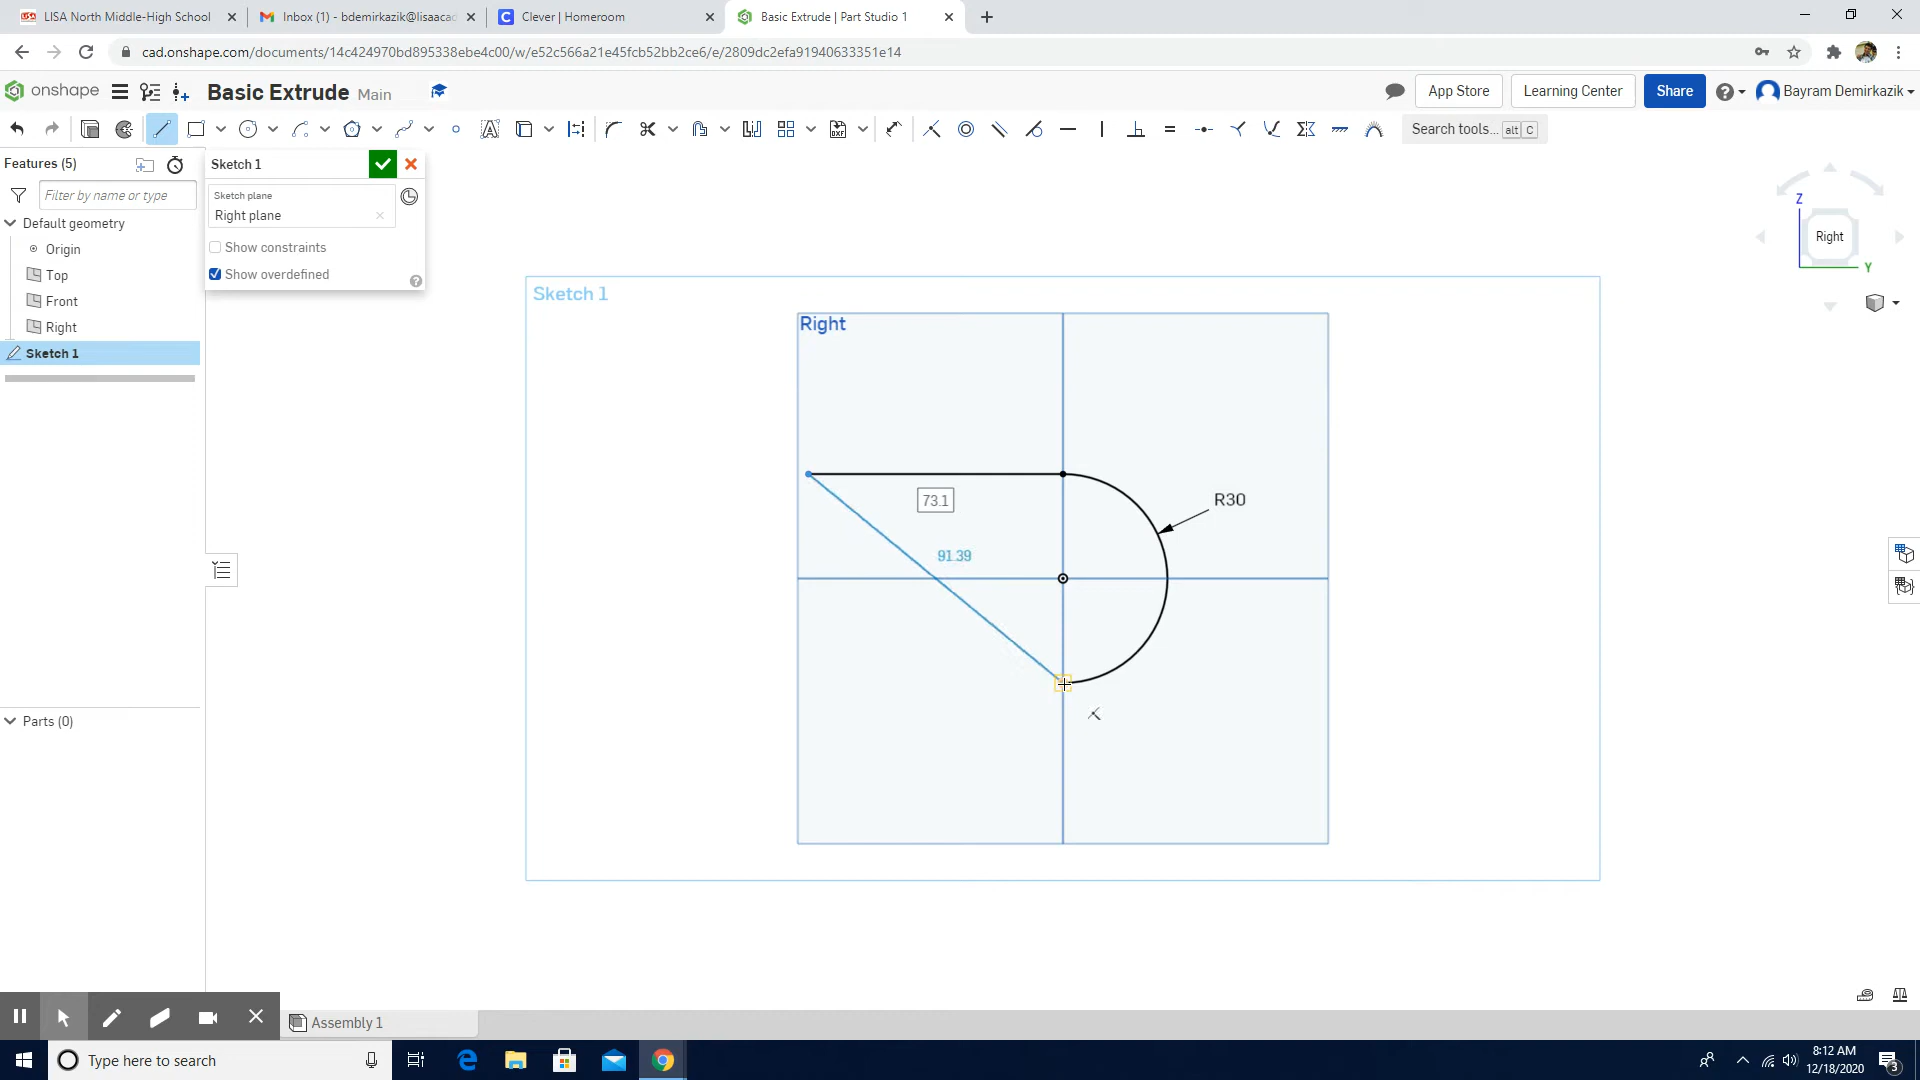 LISA North Middle-High School
Inbox (1) - bdemirkazik@lisaacad
Clever | Homeroom
Basic Extrude | Part Studio 1
cad.onshape.com/documents/14c424970bd895338ebe4c00/w/e52c566a21e45fcb52bb2ce6/e/2809dc2efa91940633351e14
onshape
Basic Extrude Main
App Store
Learning Center
Share
Bayram Demirkazik
Search tools... alt C
Features (5)
Filter by name or type
Default geometry
Origin
Top
Front
Right
Sketch 1
Parts (0)
Sketch 1
Sketch plane
Right plane
Show constraints
Show overdefined
Sketch 1
Right
73.1
91.39
R30
Z
Right
Y
Assembly 1
Type here to search
8:12 AM
12/18/2020
3